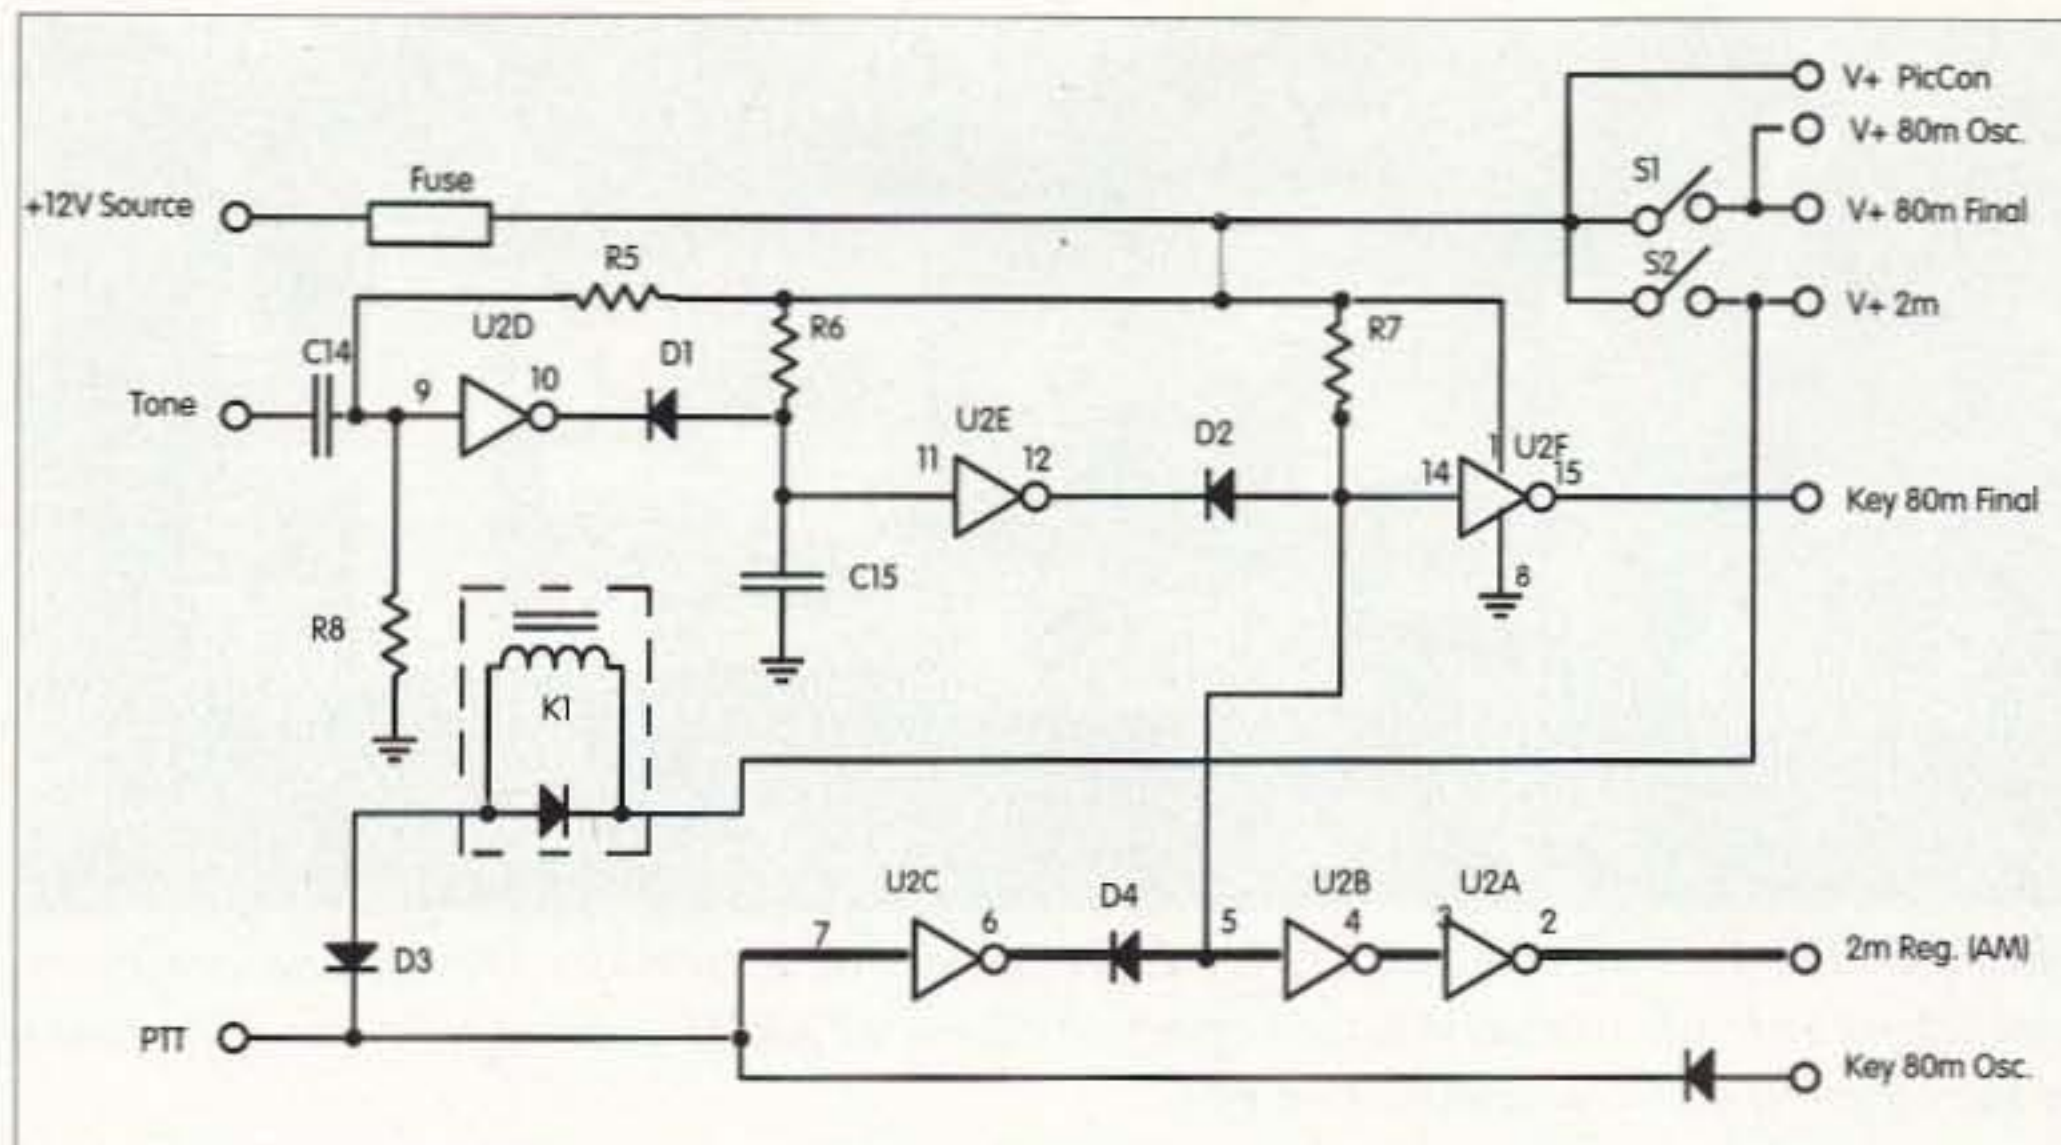 V+ PicCon
V+ 80m Osc.
S1
Fuse
+12V Source
V+ 80m Final
R5
S2
V+ 2m
U2D
R6
R7
C14
D1
10
9
Tone
U2E
D2
1
U2F
11
12
14
15
Key 80m Final
C15
8
R8
K1
U2C
D4
U2B
U2A
7
6
5
4
3
2
2m Reg. (AM)
D3
PTT
Key 80m Osc.